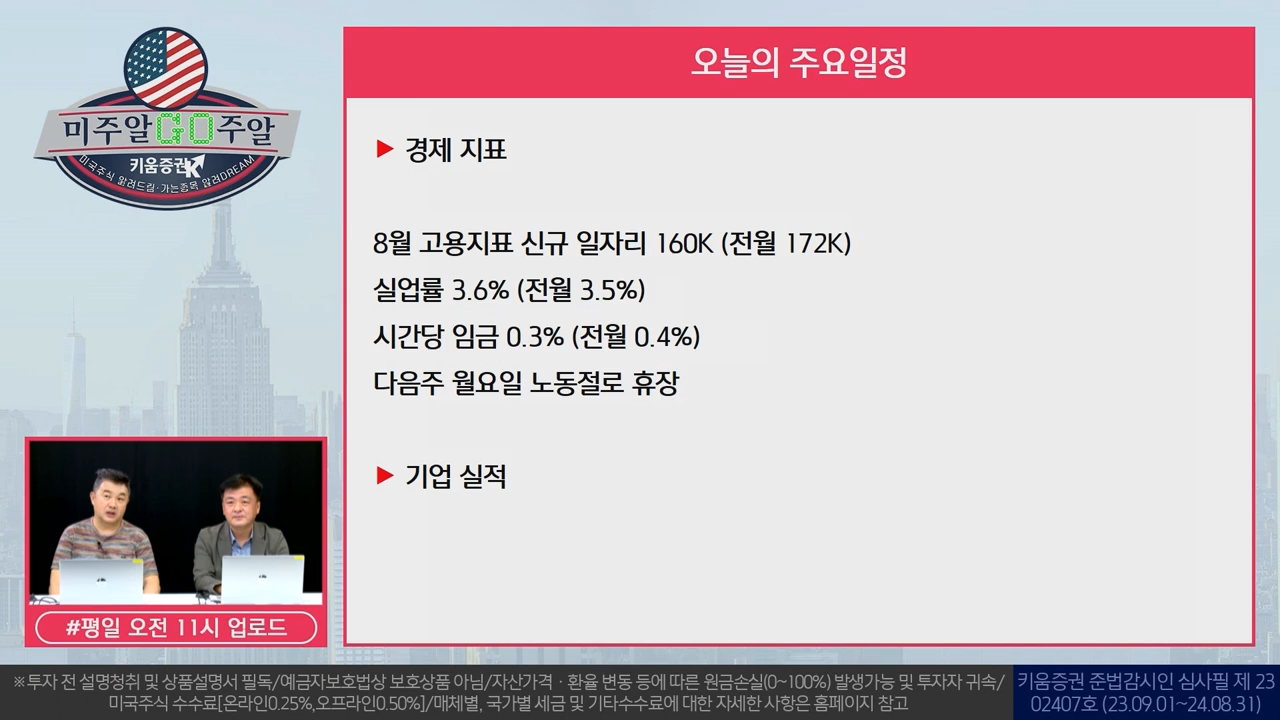 미주알GO주알
키움증권
미국주식 알려드림·가는종목 알려DREAM
오늘의 주요일정
▶ 경제 지표
8월 고용지표 신규 일자리 160K (전월 172K)
실업률 3.6% (전월 3.5%)
시간당 임금 0.3% (전월 0.4%)
다음주 월요일 노동절로 휴장
▶ 기업 실적
#평일 오전 11시 업로드
※투자 전 설명청취 및 상품설명서 필독/예금자보호법상 보호상품 아님/자산가격·환율 변동 등에 따른 원금손실(0~100%) 발생가능 및 투자자 귀속/
미국주식 수수료[온라인0.25%,오프라인0.50%]/매체별, 국가별 세금 및 기타수수료에 대한 자세한 사항은 홈페이지 참고
키움증권 준법감시인 심사필 제 23
02407호 (23.09.01~24.08.31)